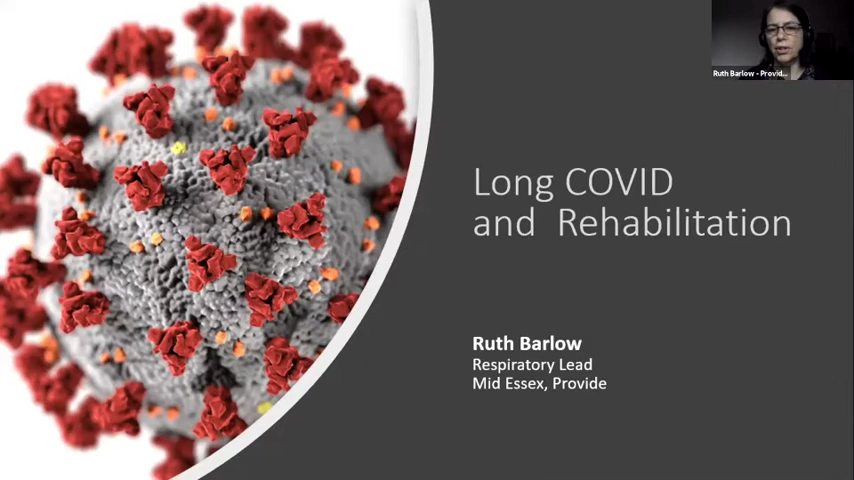 Ruth Barlow - Provid...
Long COVID
and Rehabilitation
Ruth Barlow
Respiratory Lead
Mid Essex, Provide